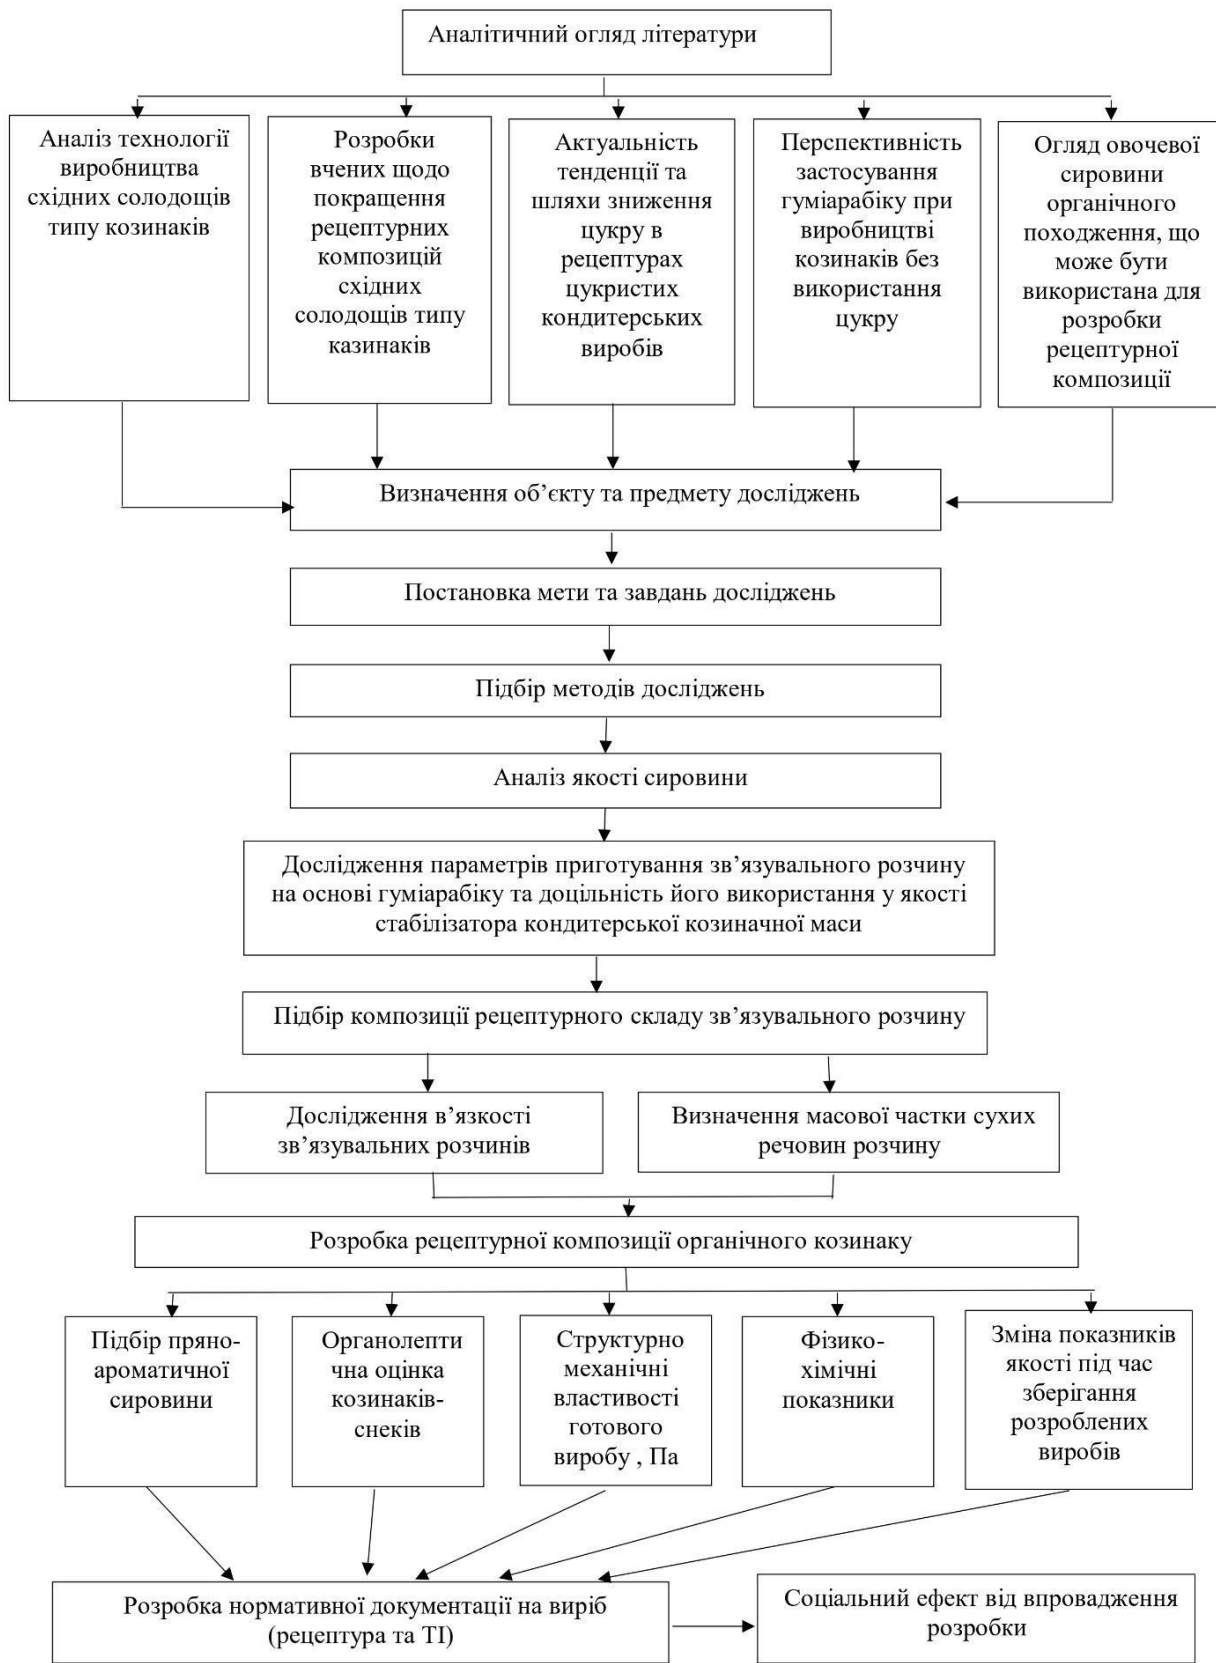 Аналітичний огляд літератури
Аналіз технології
виробництва
східних солодощів
типу козинаків
Розробки
вчених щодо
покращення
рецептурних
композицій
східних
солодощів типу
казинаків
Актуальність
тенденції та
шляхи зниження
цукру в
рецептурах
цукристих
кондитерських
виробів
Перспективність
застосування
гуміарабіку при
виробництві
козинаків без
використання
цукру
Огляд овочевої
сировини
органічного
походження, що
може бути
використана для
розробки
рецептурної
композиції
Визначення об’єкту та предмету досліджень
Постановка мети та завдань досліджень
Підбір методів досліджень
Аналіз якості сировини
Дослідження параметрів приготування зв’язувального розчину
на основі гуміарабіку та доцільність його використання у якості
стабілізатора кондитерської козиначної маси
Підбір композиції рецептурного складу зв’язувального розчину
Дослідження в’язкості
зв’язувальних розчинів
Визначення масової частки сухих
речовин розчину
Розробка рецептурної композиції органічного козинаку
Підбір пряно-
ароматичної
сировини
Органолепти
чна оцінка
козинаків-
снеків
Структурно
механічні
властивості
готового
виробу , Па
Фізико-
хімічні
показники
Зміна показників
якості під час
зберігання
розроблених
виробів
Розробка нормативної документації на виріб
(рецептура та ТІ)
Соціальний ефект від впровадження
розробки